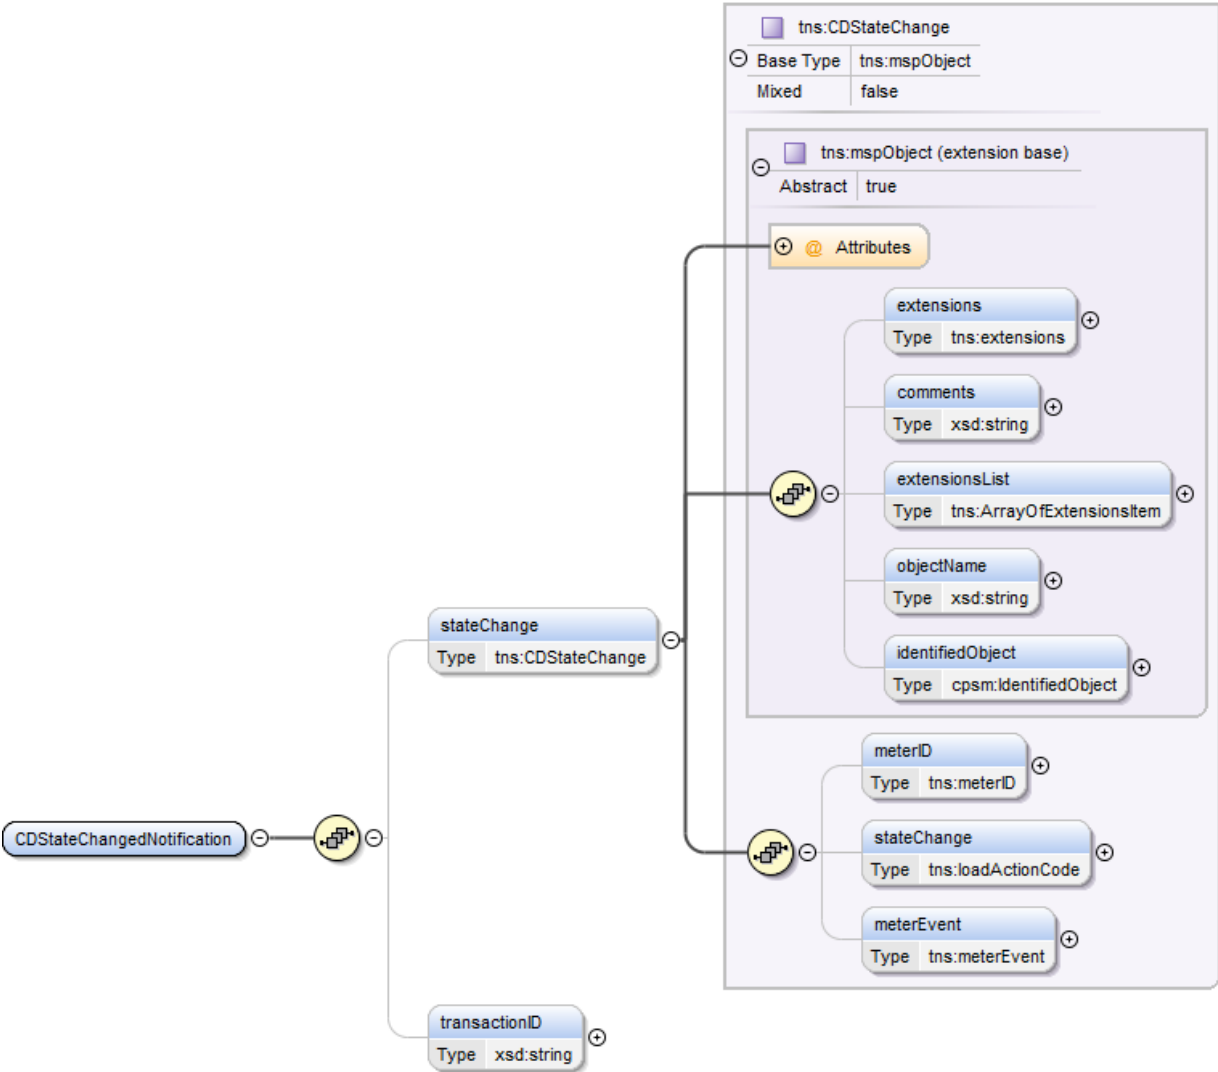 tns:CDStateChange
Base Type tns:mspObject
Mixed false
tns:mspObject (extension base)
Abstract true
@ Attributes
extensions
Type tns:extensions
comments
Type xsd:string
extensionsList
Type tns:ArrayOfExtensionsItem
objectName
Type xsd:string
identifiedObject
Type cpsm:IdentifiedObject
stateChange
Type tns:CDStateChange
meterID
Type tns:meterID
stateChange
Type tns:loadActionCode
meterEvent
Type tns:meterEvent
CDStateChangedNotification
transactionID
Type xsd:string